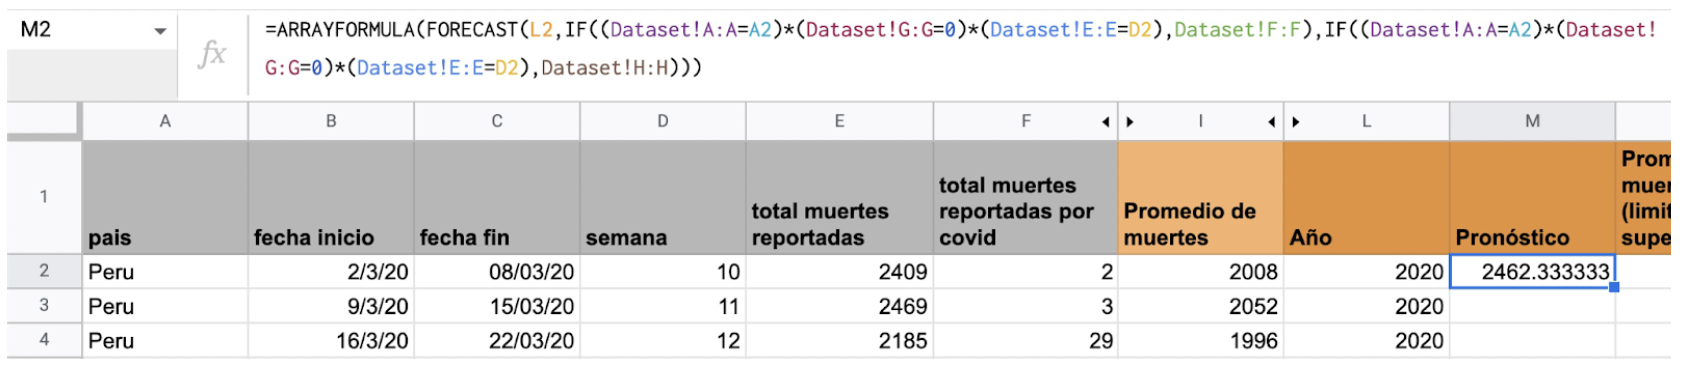 M2
fx
=ARRAYFORMULA(FORECAST(L2,IF((Dataset!A:A=A2)*(Dataset!G:G=0)*(Dataset!E:E=D2),Dataset!F:F),IF((Dataset!A:A=A2)*(Dataset!
G:G=0)*(Dataset!E:E=D2),Dataset!H:H)))
A B C D E F I L M
1 pais fecha inicio fecha fin semana total muertes reportadas total muertes reportadas por covid Promedio de muertes Año Pronóstico
2 Peru 2/3/20 08/03/20 10 2409 2 2008 2020 2462.333333
3 Peru 9/3/20 15/03/20 11 2469 3 2052 2020
4 Peru 16/3/20 22/03/20 12 2185 29 1996 2020